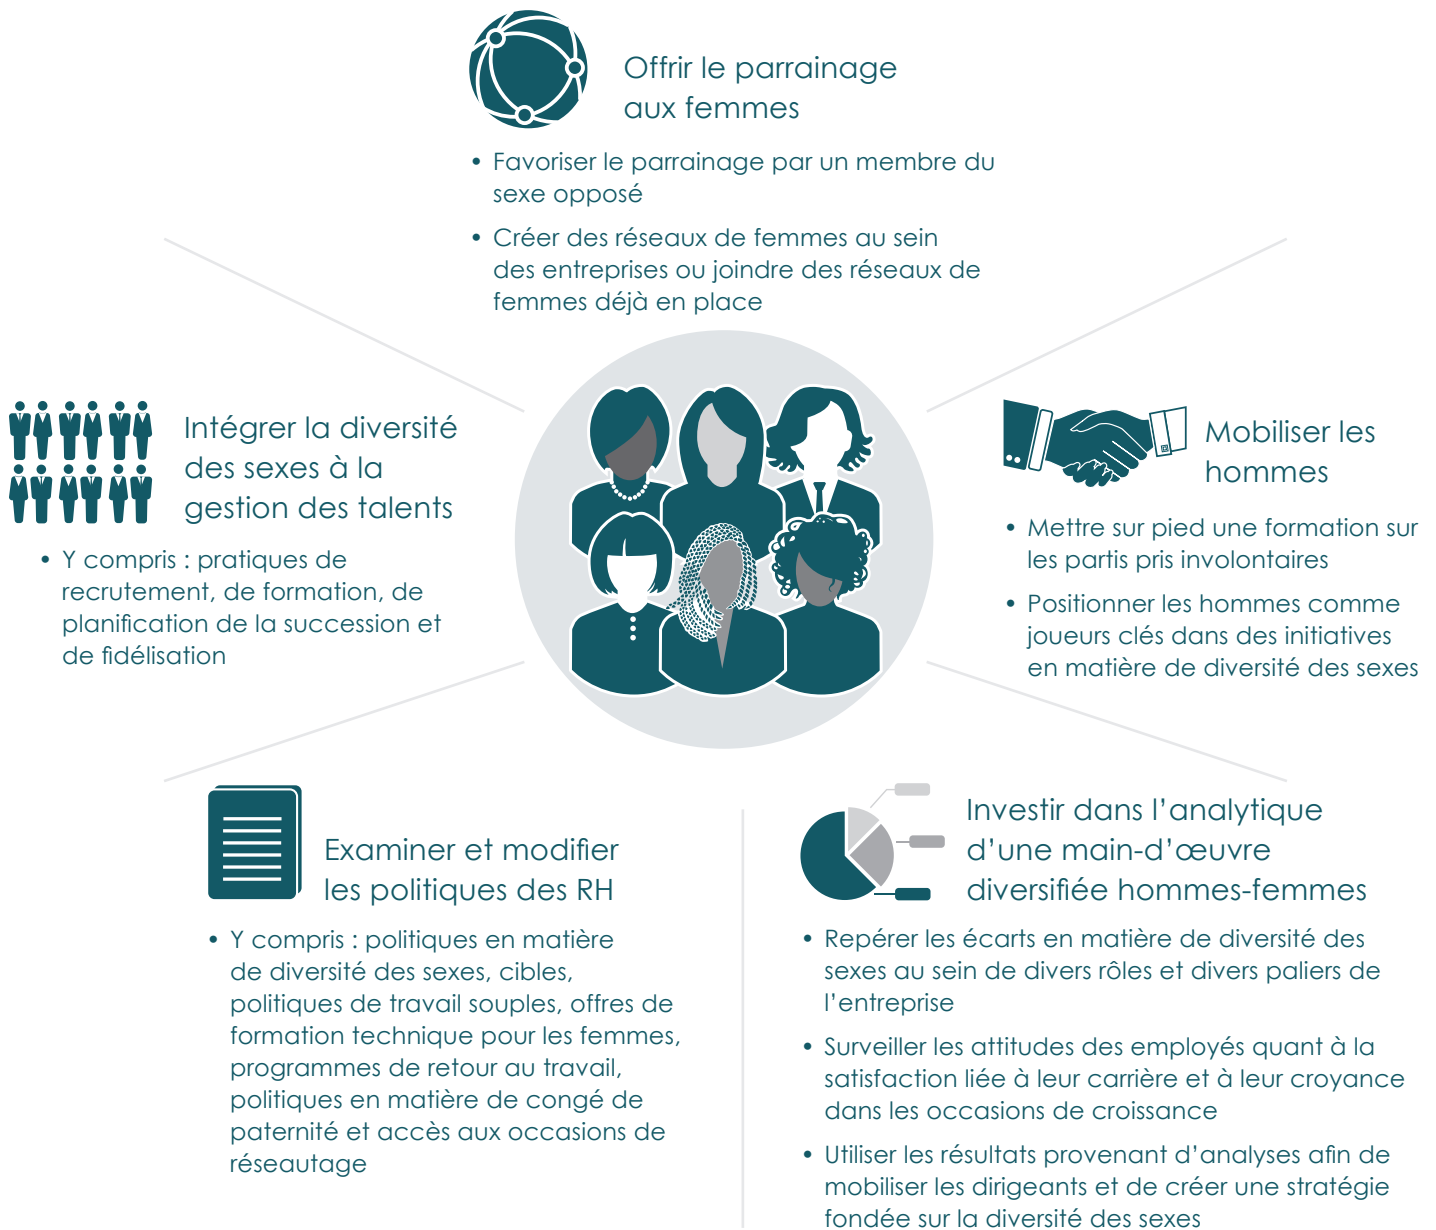 Offrir le parrainage
aux femmes
• Favoriser le parrainage par un membre du
sexe opposé
• Créer des réseaux de femmes au sein
des entreprises ou joindre des réseaux de
femmes déjà en place
Intégrer la diversité
des sexes à la
gestion des talents
• Y compris : pratiques de
recrutement, de formation, de
planification de la succession et
de fidélisation
Mobiliser les
hommes
• Mettre sur pied une formation sur
les partis pris involontaires
• Positionner les hommes comme
joueurs clés dans des initiatives
en matière de diversité des sexes
Examiner et modifier
les politiques des RH
• Y compris : politiques en matière
de diversité des sexes, cibles,
politiques de travail souples, offres de
formation technique pour les femmes,
programmes de retour au travail,
politiques en matière de congé de
paternité et accès aux occasions de
réseautage
Investir dans l’analytique
d’une main-d’œuvre
diversifiée hommes-femmes
• Repérer les écarts en matière de diversité des
sexes au sein de divers rôles et divers paliers de
l’entreprise
• Surveiller les attitudes des employés quant à la
satisfaction liée à leur carrière et à leur croyance
dans les occasions de croissance
• Utiliser les résultats provenant d’analyses afin de
mobiliser les dirigeants et de créer une stratégie
fondée sur la diversité des sexes